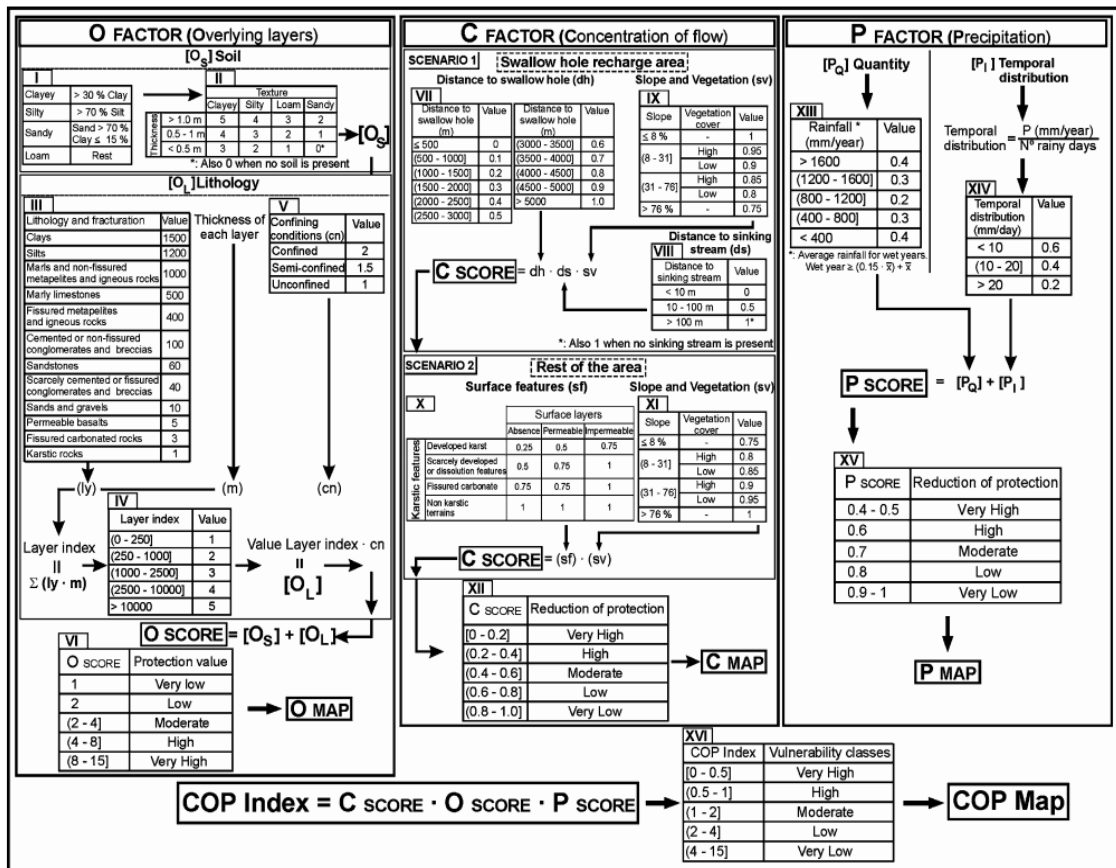 O FACTOR (Overlying layers)
[OS] Soil
I
Clayey > 30 % Clay
Silty > 70 % Silt
Sandy Sand > 70 % Clay ≤ 15 %
Loam Rest
II
Texture
Clayey Silty Loam Sandy
Thickness
> 1.0 m 5 4 3 2
0.5 - 1 m 4 3 2 1
< 0.5 m 3 2 1 0*
[OS]
*: Also 0 when no soil is present
[OL] Lithology
III
Lithology and fracturation Value
Clays 1500
Silts 1200
Marls and non-fissured metapelites and igneous rocks 1000
Marly limestones 500
Fissured metapelites and igneous rocks 400
Cemented or non-fissured conglomerates and breccias 100
Sandstones 60
Scarcely cemented or fissured conglomerates and breccias 40
Sands and gravels 10
Permeable basalts 5
Fissured carbonated rocks 3
Karstic rocks 1
Thickness of
each layer
V
Confining conditions (cn) Value
Confined 2
Semi-confined 1.5
Unconfined 1
(ly) (m) (cn)
Layer index
=
Σ (ly · m)
IV
Layer index Value
(0 - 250] 1
(250 - 1000] 2
(1000 - 2500] 3
(2500 - 10000] 4
> 10000 5
Value Layer index · cn
=
[OL]
O SCORE = [OS] + [OL]
VI
O SCORE Protection value
1 Very low
2 Low
(2 - 4] Moderate
(4 - 8] High
(8 - 15] Very High
O MAP
C FACTOR (Concentration of flow)
SCENARIO 1
Swallow hole recharge area
Distance to swallow hole (dh)
VII
Distance to swallow hole (m) Value Distance to swallow hole (m) Value
≤ 500 0 (3000 - 3500] 0.6
(500 - 1000] 0.1 (3500 - 4000] 0.7
(1000 - 1500] 0.2 (4000 - 4500] 0.8
(1500 - 2000] 0.3 (4500 - 5000] 0.9
(2000 - 2500] 0.4 > 5000 1.0
(2500 - 3000] 0.5
Slope and Vegetation (sv)
IX
Slope Vegetation cover Value
≤ 8 % - 1
(8 - 31] High 0.95
Low 0.9
(31 - 76] High 0.85
Low 0.8
> 76 % - 0.75
Distance to sinking
stream (ds)
VIII
Distance to sinking stream Value
< 10 m 0
10 - 100 m 0.5
> 100 m 1*
*: Also 1 when no sinking stream is present
C SCORE = dh · ds · sv
SCENARIO 2
Rest of the area
Surface features (sf)
X
Surface layers
Absence Permeable Impermeable
Karstic features
Developed karst 0.25 0.5 0.75
Scarcely developed or dissolution features 0.5 0.75 1
Fissured carbonate 0.75 0.75 1
Non karstic terrains 1 1 1
Slope and Vegetation (sv)
XI
Slope Vegetation cover Value
≤ 8 % - 0.75
(8 - 31] High 0.8
Low 0.85
(31 - 76] High 0.9
Low 0.95
> 76 % - 1
C SCORE = (sf) · (sv)
XII
C SCORE Reduction of protection
[0 - 0.2] Very High
(0.2 - 0.4] High
(0.4 - 0.6] Moderate
(0.6 - 0.8] Low
(0.8 - 1.0] Very Low
C MAP
P FACTOR (Precipitation)
[PQ] Quantity
XIII
Rainfall * (mm/year) Value
> 1600 0.4
(1200 - 1600] 0.3
(800 - 1200] 0.2
(400 - 800] 0.3
< 400 0.4
*: Average rainfall for wet years.
Wet year ≥ (0.15 · x̅) + x̅
[PI] Temporal
distribution
Temporal distribution = P (mm/year) / Nº rainy days
XIV
Temporal distribution (mm/day) Value
< 10 0.6
(10 - 20] 0.4
> 20 0.2
P SCORE = [PQ] + [PI]
XV
P SCORE Reduction of protection
0.4 - 0.5 Very High
0.6 High
0.7 Moderate
0.8 Low
0.9 - 1 Very Low
P MAP
COP Index = C SCORE · O SCORE · P SCORE
XVI
COP Index Vulnerability classes
[0 - 0.5] Very High
(0.5 - 1] High
(1 - 2] Moderate
(2 - 4] Low
(4 - 15] Very Low
COP Map